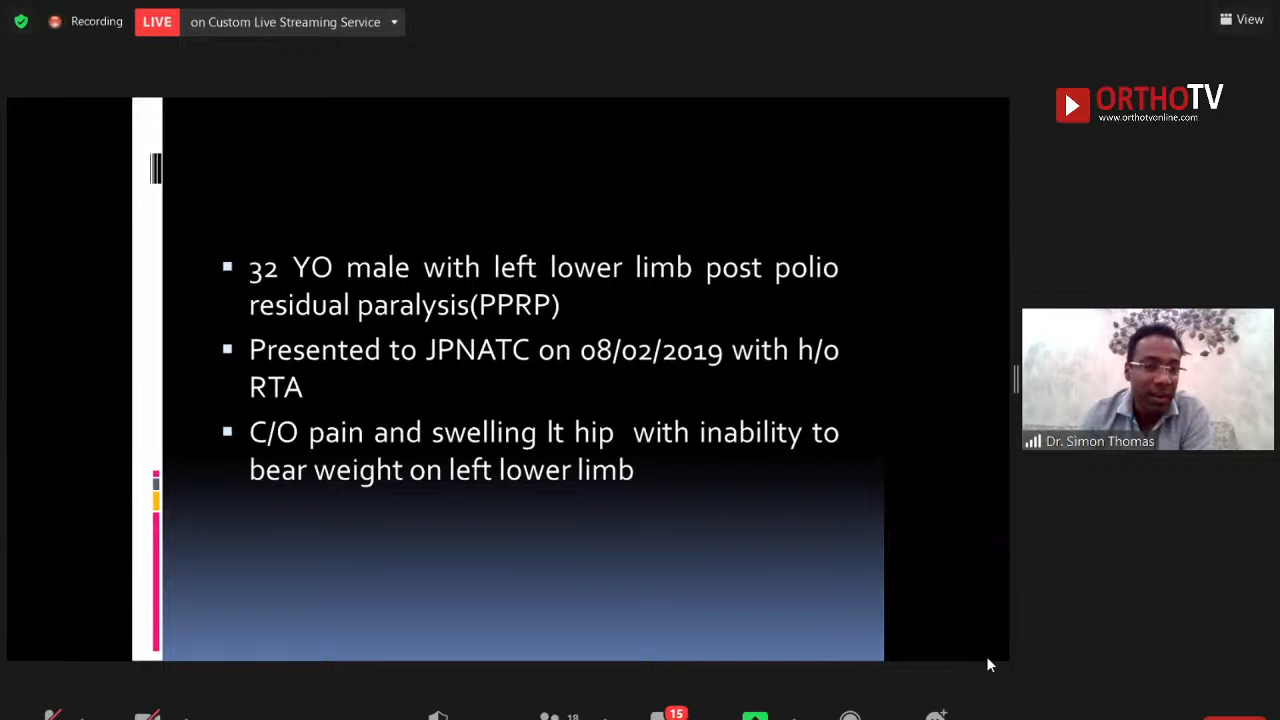 Recording
LIVE on Custom Live Streaming Service
View
ORTHOTV
www.orthotvonline.com
32 YO male with left lower limb post polio
residual paralysis(PPRP)
Presented to JPNATC on 08/02/2019 with h/o
RTA
C/O pain and swelling lt hip with inability to
bear weight on left lower limb
Dr. Simon Thomas
18
15